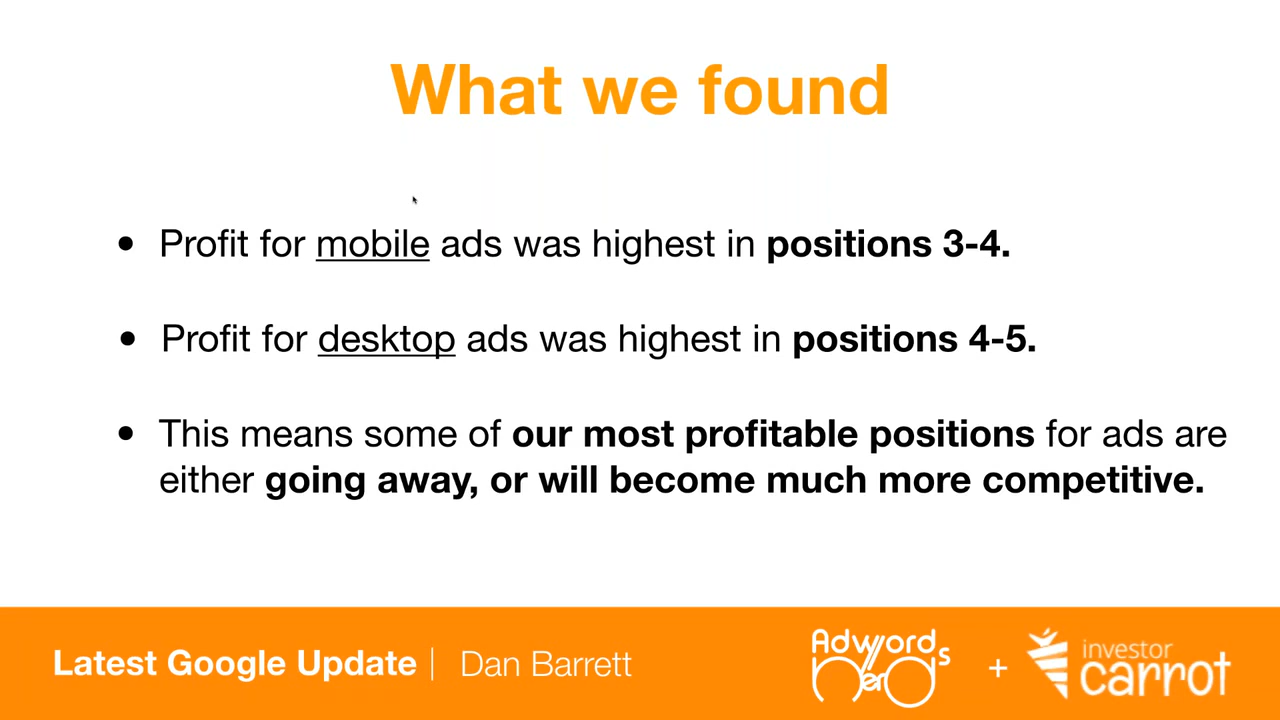 What we found
• Profit for mobile ads was highest in positions 3-4.
• Profit for desktop ads was highest in positions 4-5.
• This means some of our most profitable positions for ads are
either going away, or will become much more competitive.
Latest Google Update | Dan Barrett
AdWords
Nerds
+
investor
carrot